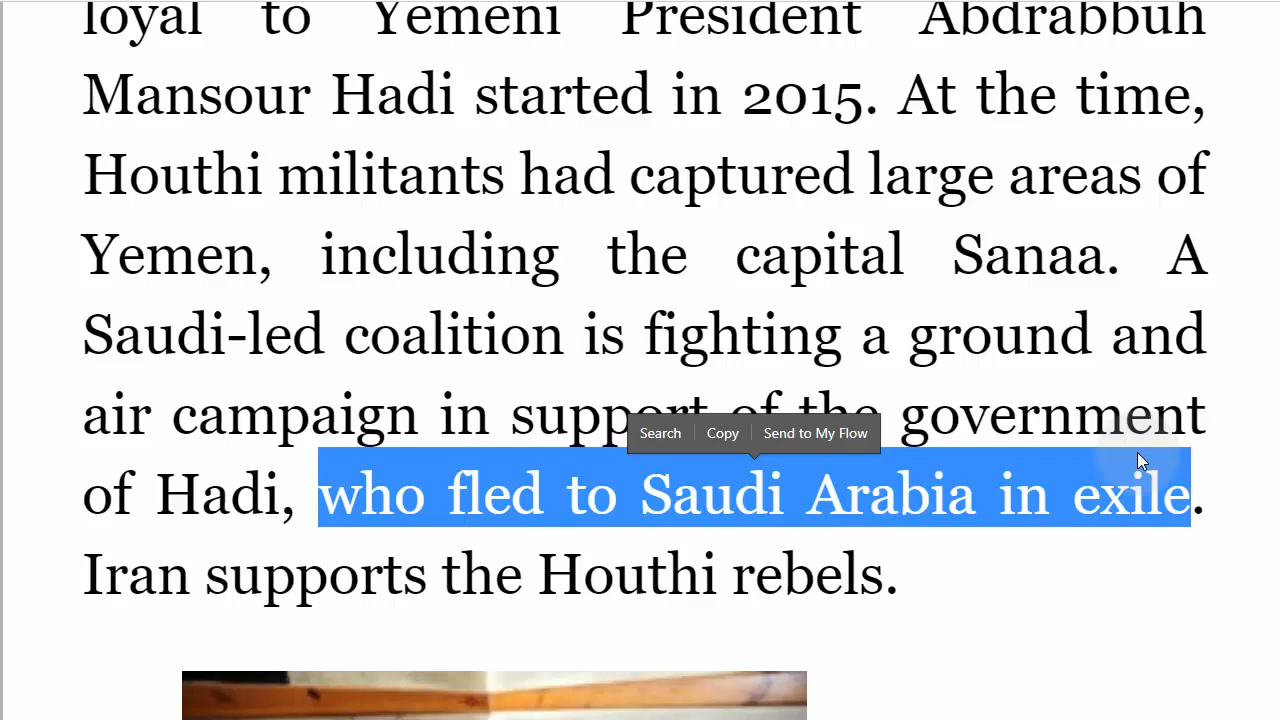 loyal to Yemeni President Abdrabbuh
Mansour Hadi started in 2015. At the time,
Houthi militants had captured large areas of
Yemen, including the capital Sanaa. A
Saudi-led coalition is fighting a ground and
air campaign in support of the government
Search Copy Send to My Flow
of Hadi, who fled to Saudi Arabia in exile.
Iran supports the Houthi rebels.